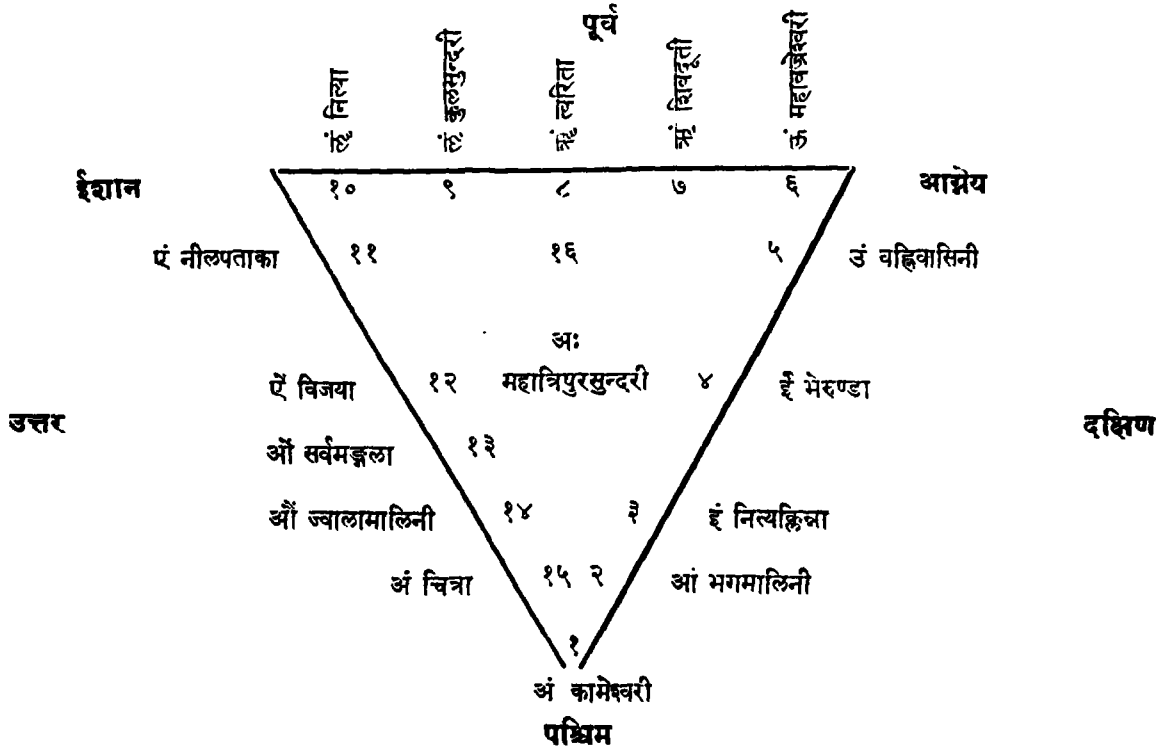 पूर्व
ॡं नित्या
ऌं कुलसुन्दरी
ॠं त्वरिता
ऋं शिवदूती
ऊं महावज्रेश्वरी
ईशान
१० ९ ८ ७ ६
आग्नेय
एं नीलपताका ११ १६ ५ उं वह्निवासिनी
अः
ऐं विजया १२ महात्रिपुरसुन्दरी ४ ईं भेरुण्डा
उत्तर
दक्षिण
ओं सर्वमङ्गला १३
औं ज्वालामालिनी १४ ३ इं नित्यक्लिन्ना
अं चित्रा १५ २ आं भगमालिनी
१
अं कामेश्वरी
पश्चिम